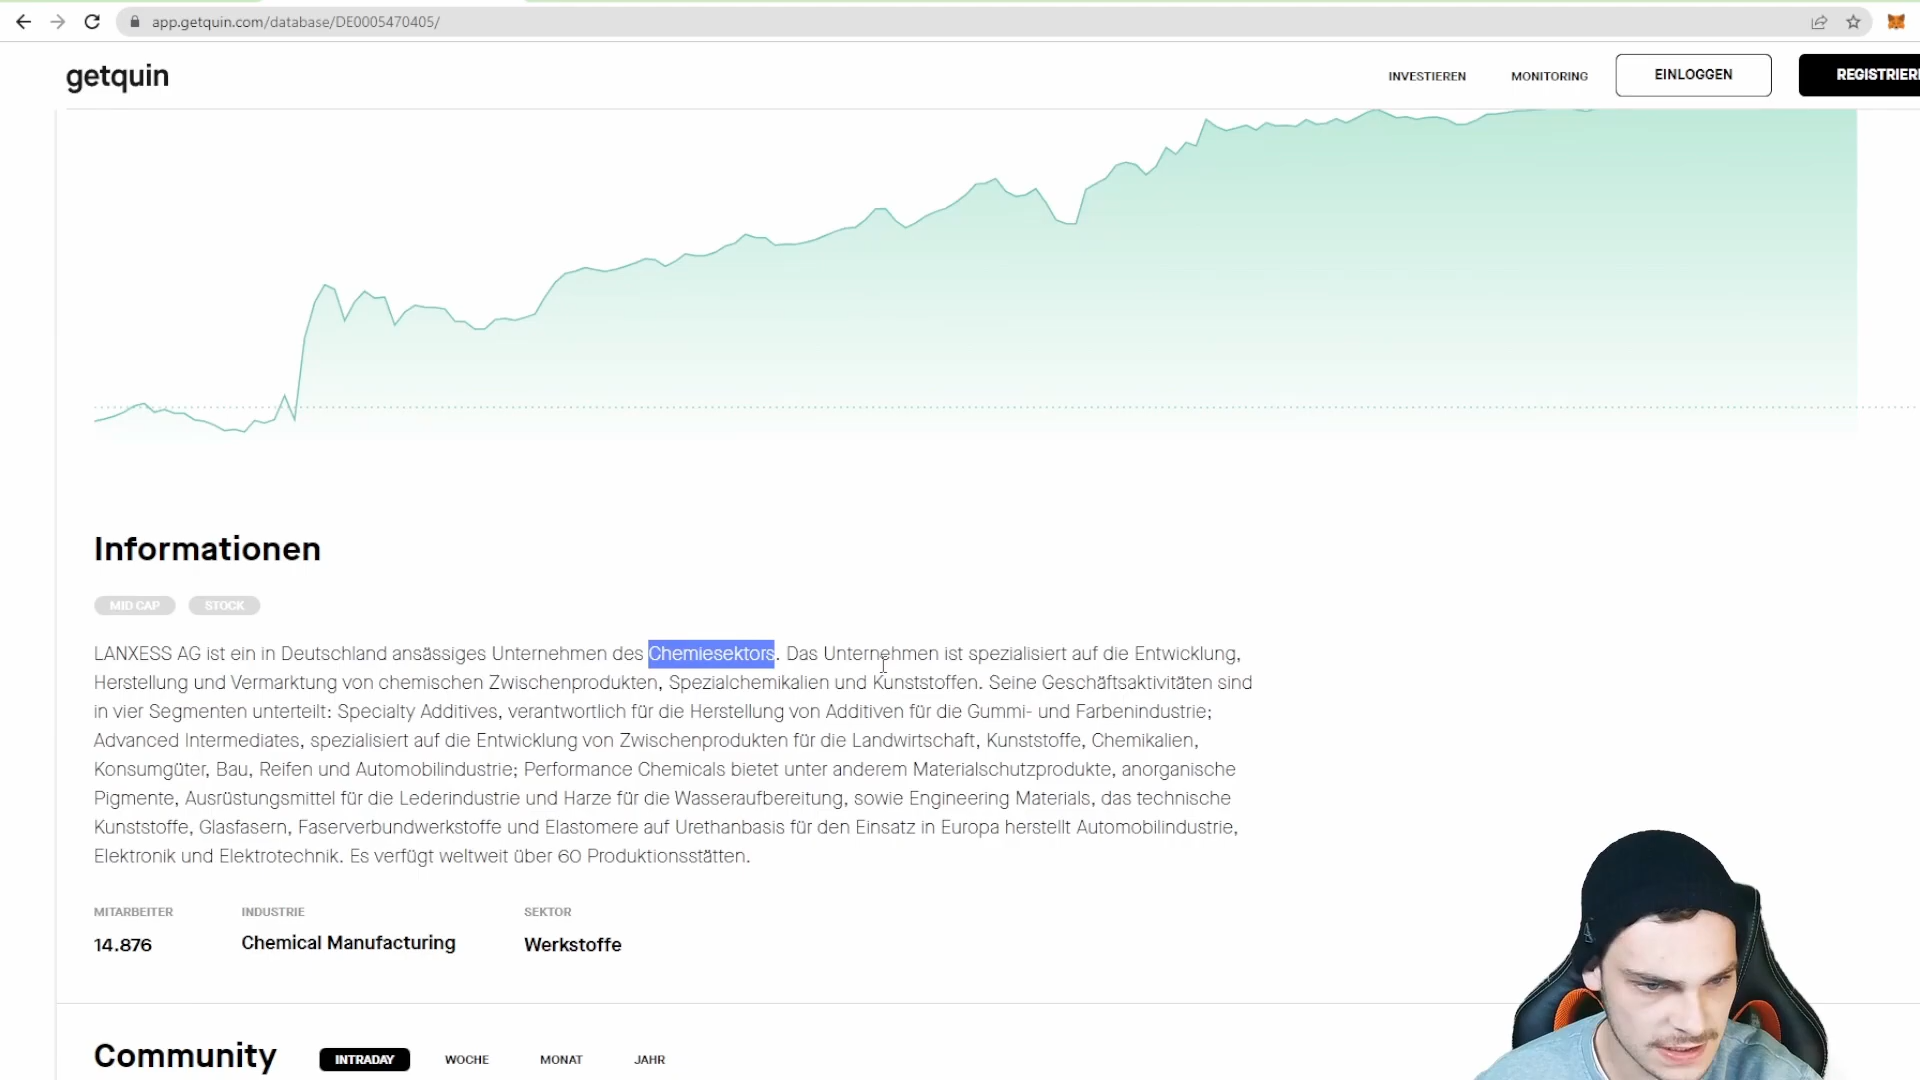 app.getquin.com/database/DE0005470405/
getquin
INVESTIEREN
MONITORING
EINLOGGEN
REGISTRIER
Informationen
MID CAP
STOCK
LANXESS AG ist ein in Deutschland ansässiges Unternehmen des Chemiesektors. Das Unternehmen ist spezialisiert auf die Entwicklung,
Herstellung und Vermarktung von chemischen Zwischenprodukten, Spezialchemikalien und Kunststoffen. Seine Geschäftsaktivitäten sind
in vier Segmenten unterteilt: Specialty Additives, verantwortlich für die Herstellung von Additiven für die Gummi- und Farbenindustrie;
Advanced Intermediates, spezialisiert auf die Entwicklung von Zwischenprodukten für die Landwirtschaft, Kunststoffe, Chemikalien,
Konsumgüter, Bau, Reifen und Automobilindustrie; Performance Chemicals bietet unter anderem Materialschutzprodukte, anorganische
Pigmente, Ausrüstungsmittel für die Lederindustrie und Harze für die Wasseraufbereitung, sowie Engineering Materials, das technische
Kunststoffe, Glasfasern, Faserverbundwerkstoffe und Elastomere auf Urethanbasis für den Einsatz in Europa herstellt Automobilindustrie,
Elektronik und Elektrotechnik. Es verfügt weltweit über 60 Produktionsstätten.
MITARBEITER
INDUSTRIE
SEKTOR
14.876
Chemical Manufacturing
Werkstoffe
Community
INTRADAY
WOCHE
MONAT
JAHR